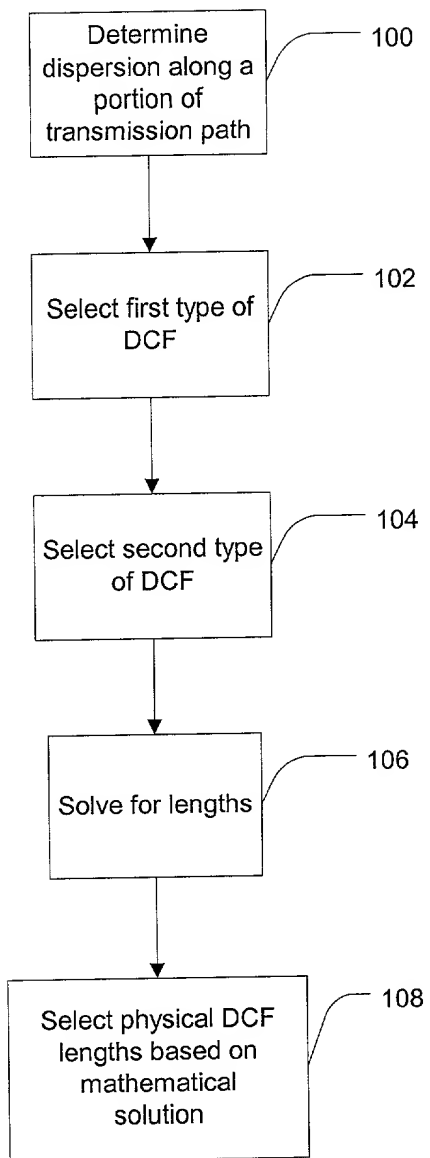 Determine
dispersion along a
portion of
transmission path
100
Select first type of
DCF
102
Select second type
of DCF
104
Solve for lengths
106
Select physical DCF
lengths based on
mathematical
solution
108